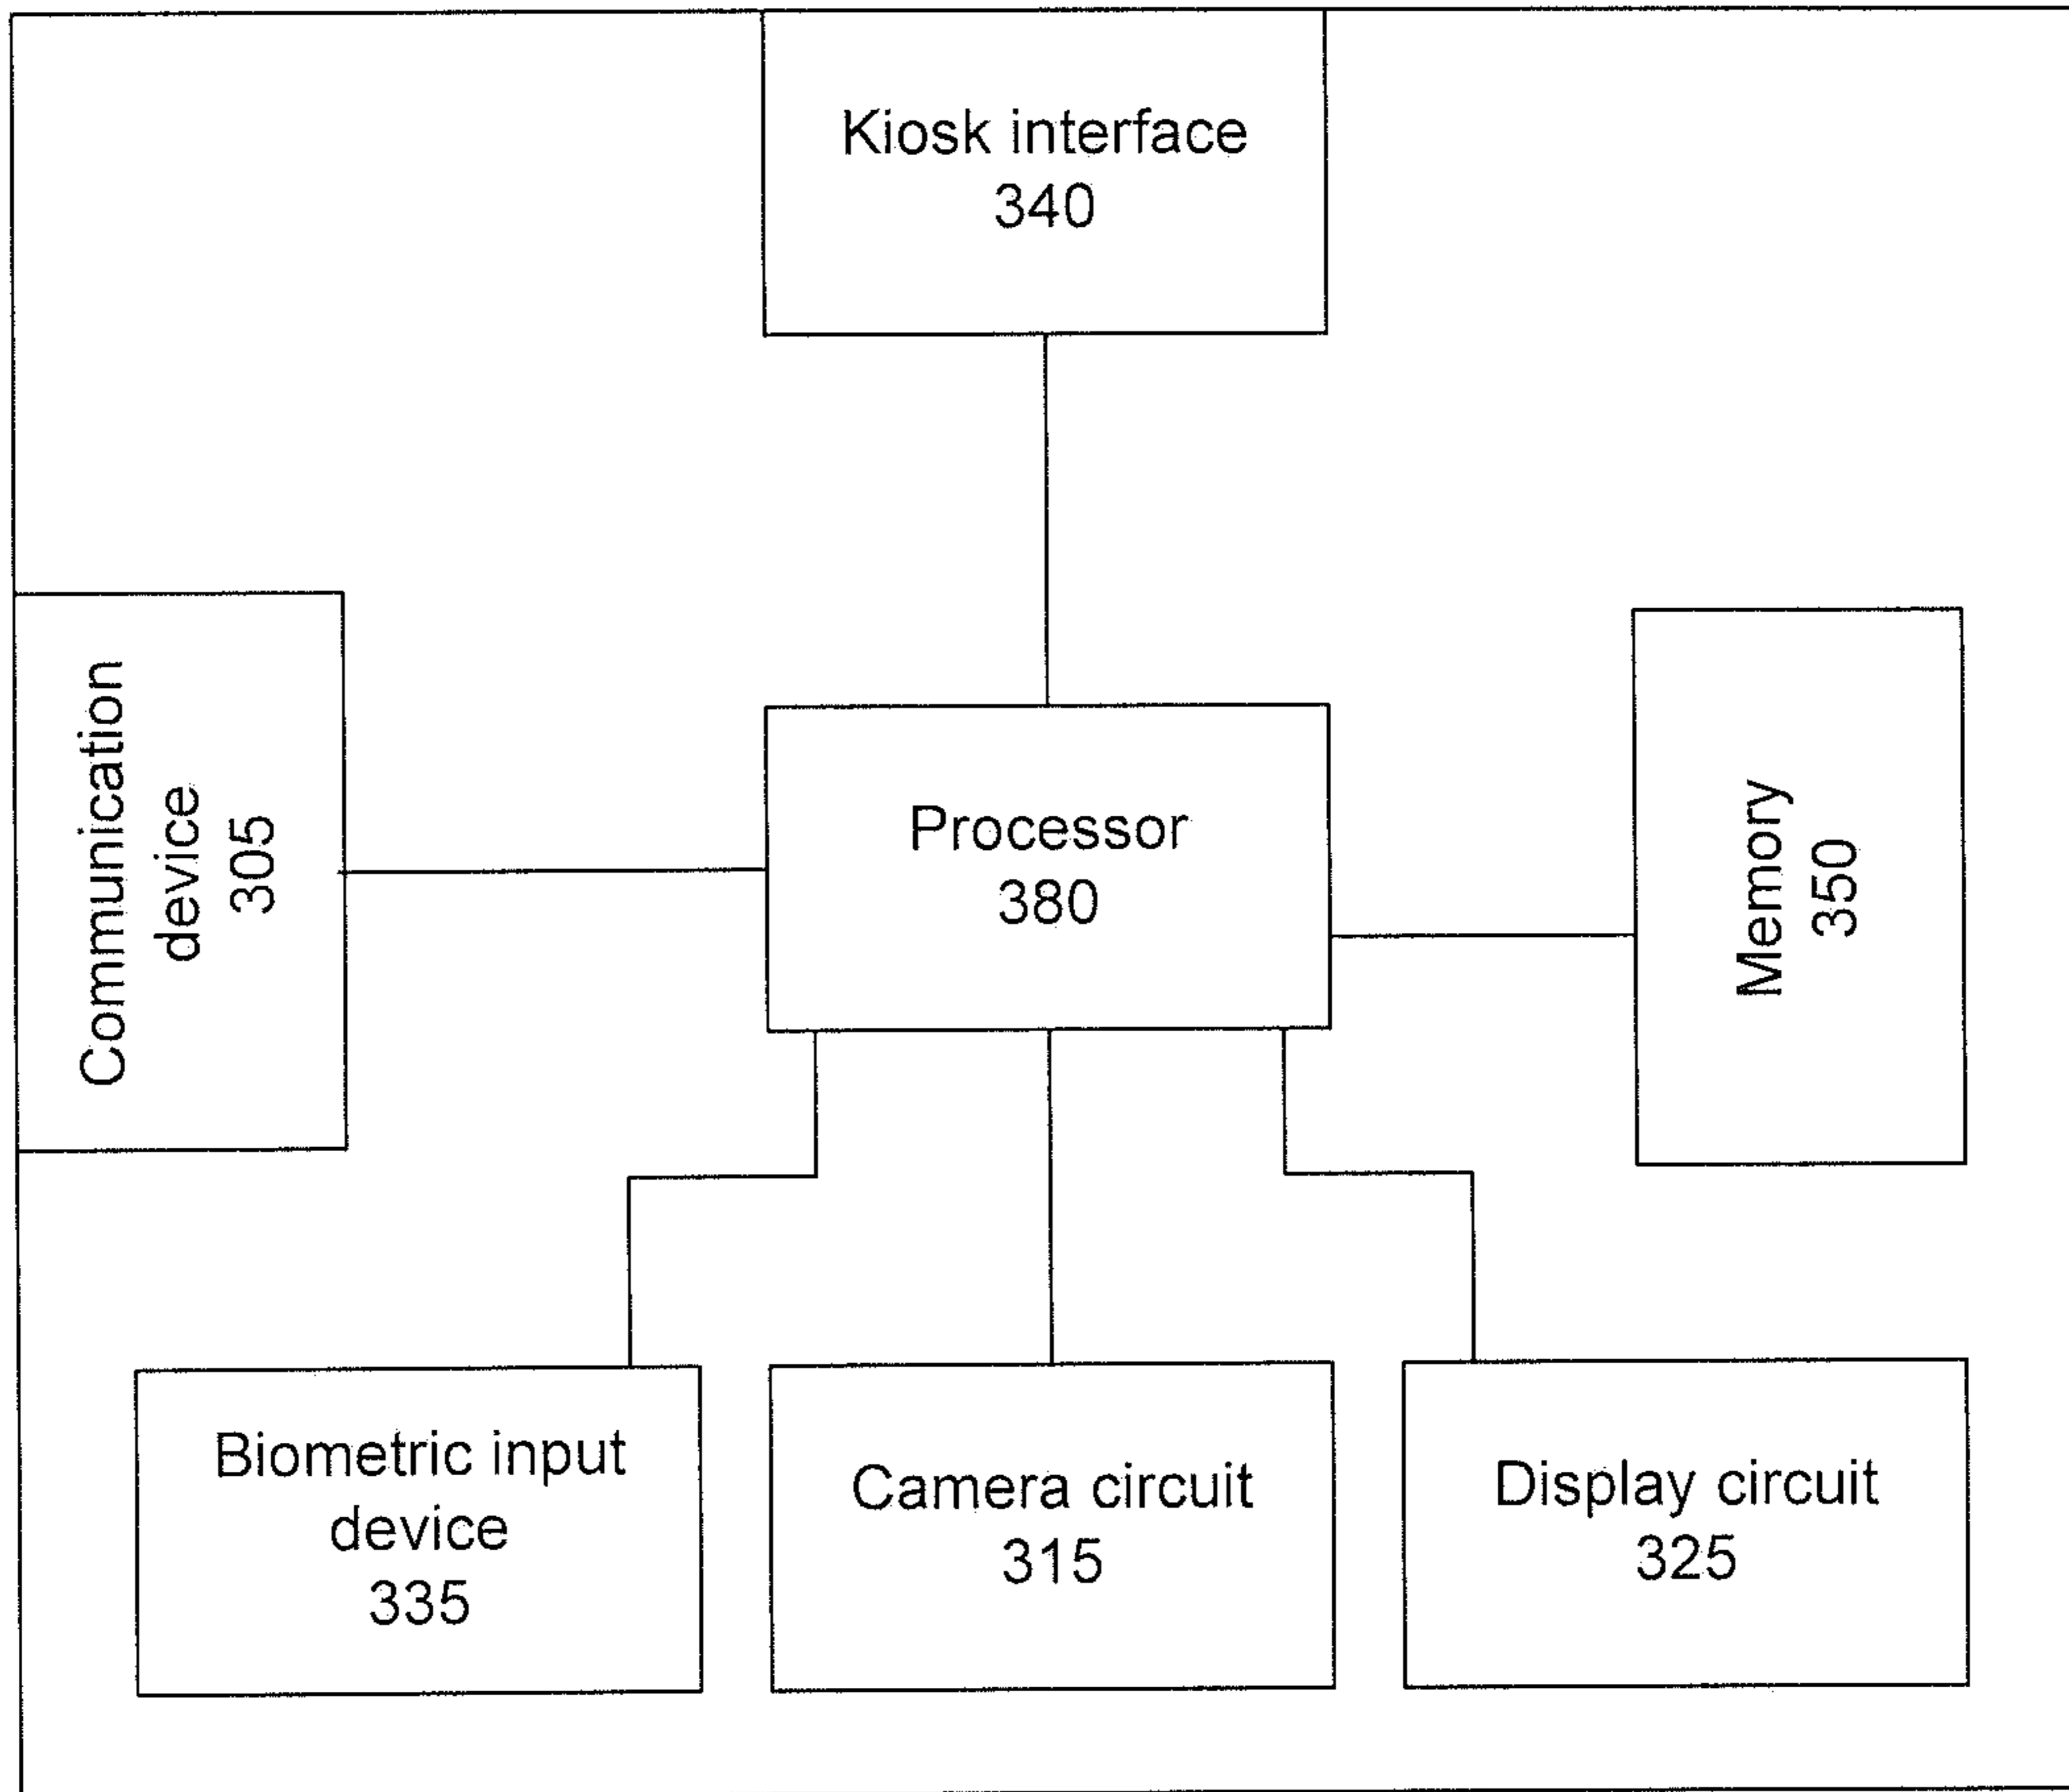 Kiosk interface
340
Communication
device
305
Processor
380
Memory
350
Biometric input
device
335
Camera circuit
315
Display circuit
325